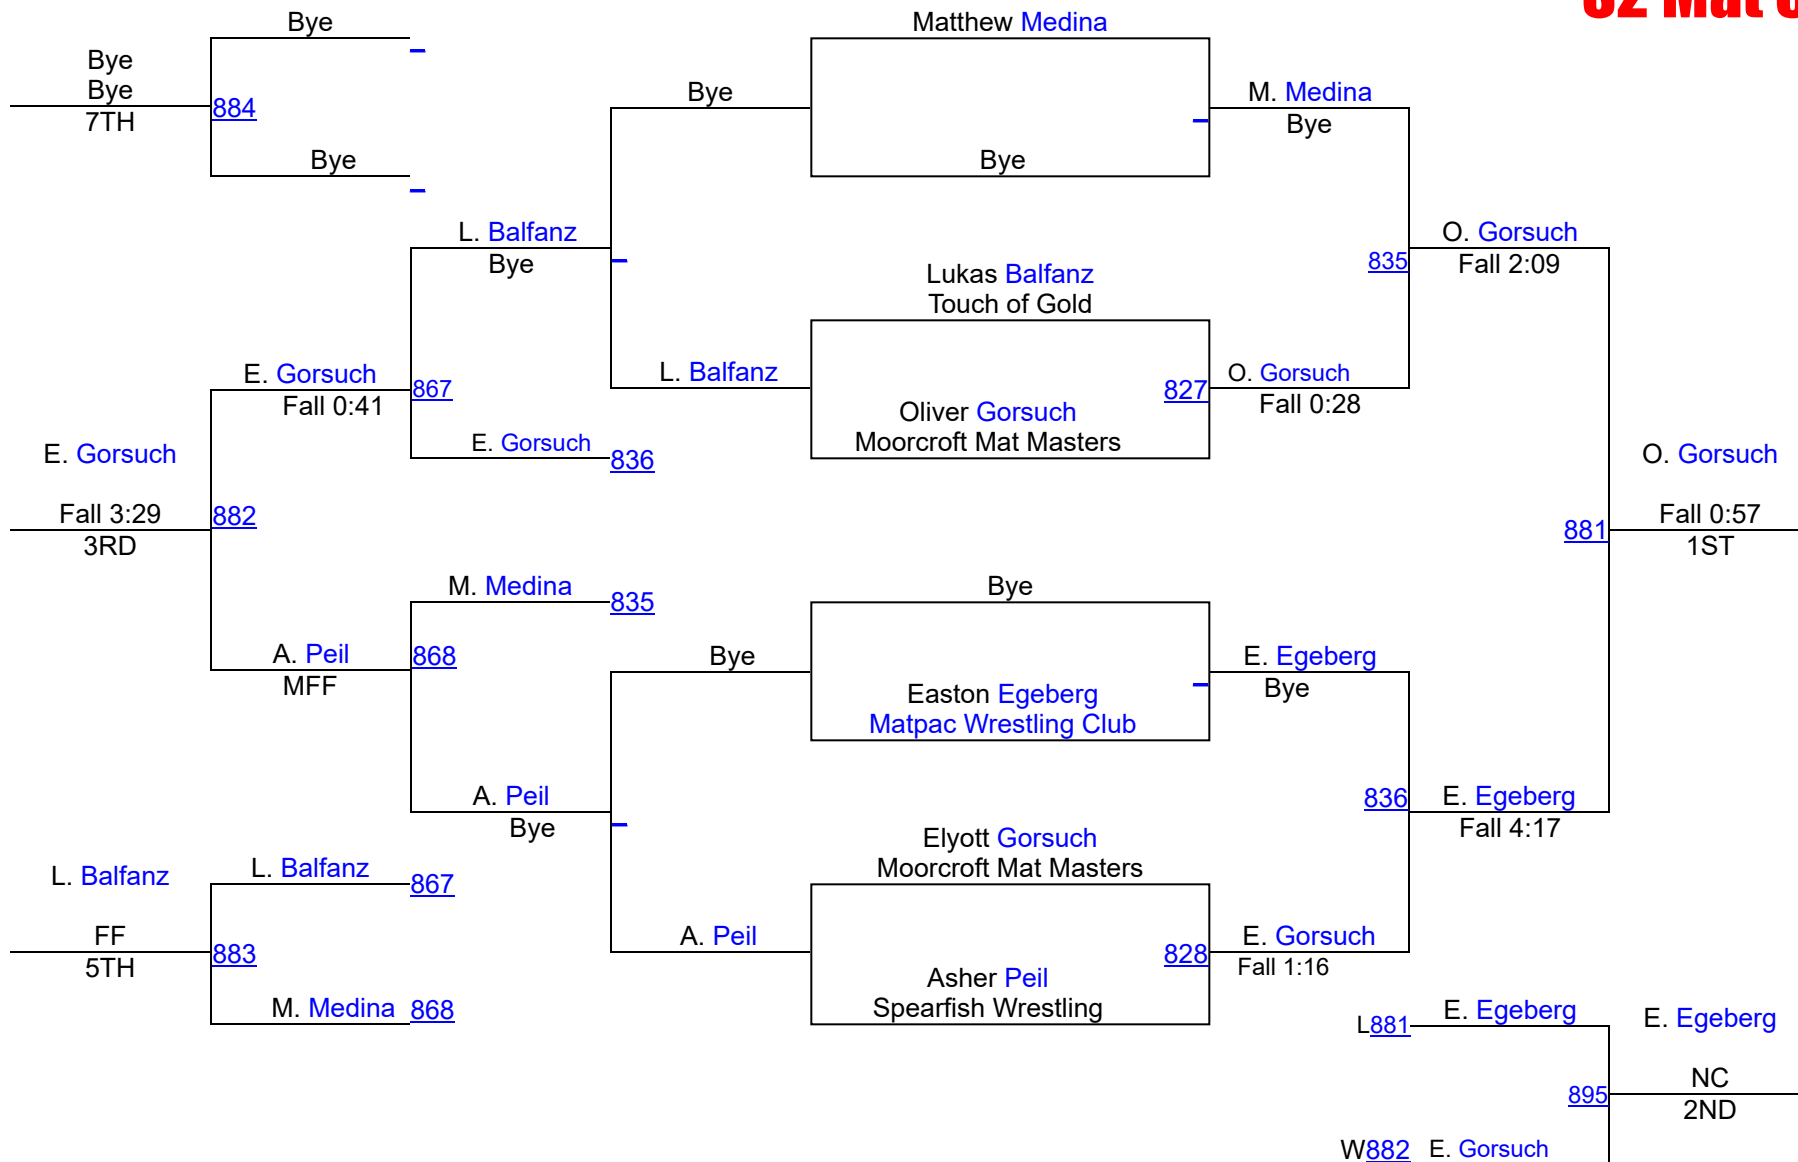 Bye
Matthew Medina
Bye
Bye
7TH
884
Bye
Bye
Bye
M. Medina
Bye
L. Balfanz
Bye
Lukas Balfanz
Touch of Gold
835
O. Gorsuch
Fall 2:09
E. Gorsuch
Fall 0:41
867
L. Balfanz
Oliver Gorsuch
Moorcroft Mat Masters
827
O. Gorsuch
Fall 0:28
E. Gorsuch
836
E. Gorsuch
Fall 3:29
3RD
882
O. Gorsuch
Fall 0:57
1ST
881
M. Medina
835
Bye
A. Peil
MFF
868
Bye
Easton Egeberg
Matpac Wrestling Club
E. Egeberg
Bye
A. Peil
Bye
836
E. Egeberg
Fall 4:17
Elyott Gorsuch
Moorcroft Mat Masters
L. Balfanz
FF
5TH
L. Balfanz
867
883
M. Medina 868
A. Peil
Asher Peil
Spearfish Wrestling
828
E. Gorsuch
Fall 1:16
L881
E. Egeberg
E. Egeberg
NC
2ND
895
W882 E. Gorsuch